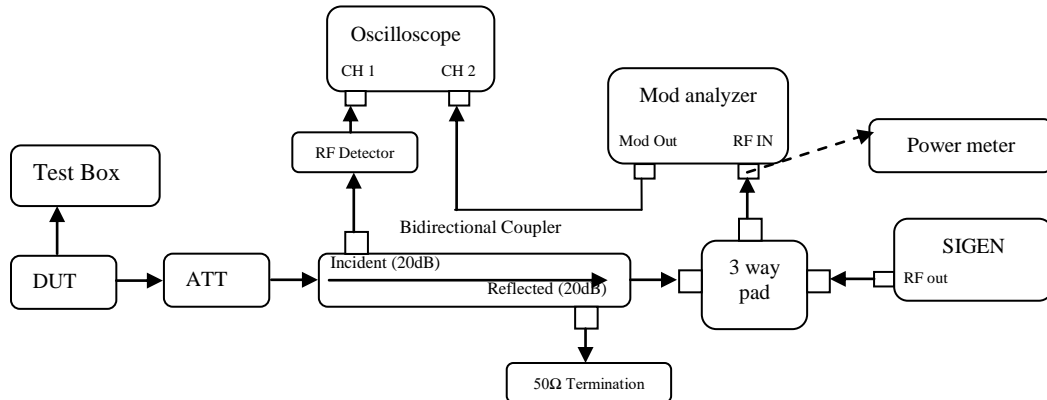 Oscilloscope
CH 1
CH 2
Mod analyzer
Mod Out
RF IN
RF Detector
Power meter
Test Box
Bidirectional Coupler
SIGEN
RF out
DUT
ATT
Incident (20dB)
Reflected (20dB)
3 way
pad
50Ω Termination